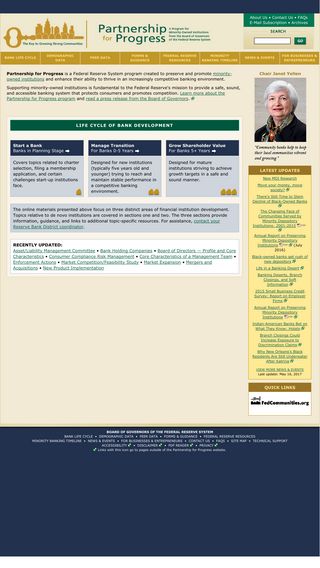 About Us • Contact Us • FAQs
E-Mail Subscription • Archives
SEARCH
GO
Partnership
for Progress
A Program for
Minority-Owned Institutions
from the Board of Governors
of the Federal Reserve System
The Key to Growing Strong Communities
BANK LIFE CYCLE
DEMOGRAPHIC DATA
PEER DATA
FORMS & GUIDANCE
FEDERAL RESERVE RESOURCES
MINORITY BANKING TIMELINE
NEWS & EVENTS
FOR BUSINESSES & ENTREPRENEURS
Partnership for Progress is a Federal Reserve System program created to preserve and promote minority-
owned institutions and enhance their ability to thrive in an increasingly competitive banking environment.
Supporting minority-owned institutions is fundamental to the Federal Reserve's mission to provide a safe, sound,
and accessible banking system that protects consumers and promotes competition. Learn more about the
Partnership for Progress program and read a press release from the Board of Governors.
LIFE CYCLE OF BANK DEVELOPMENT
Start a Bank
Banks in Planning Stage
Covers topics related to charter
selection, filing a membership
application, and certain
challenges start-ups institutions
face.
Manage Transition
For Banks 0-5 Years
Designed for new institutions
(typically five years old and
younger) trying to reach and
maintain stable performance in
a competitive banking
environment.
Grow Shareholder Value
For Banks 5+ Years
Designed for mature
institutions striving to achieve
growth targets in a safe and
sound manner.
The online materials presented above focus on three distinct areas of financial institution development.
Topics relative to de novo institutions are covered in sections one and two. The three sections provide
information, guidance, and links to additional topic-specific resources. For assistance, contact your
Reserve Bank District coordinator.
RECENTLY UPDATED:
Asset/Liability Management Committee • Bank Holding Companies • Board of Directors — Profile and Core
Characteristics • Consumer Compliance Risk Management • Core Characteristics of a Management Team •
Enforcement Actions • Market Competition/Feasibility Study • Market Expansion • Mergers and
Acquisitions • New Product Implementation
Chair Janet Yellen
"Community banks help to keep
their local communities vibrant
and growing."
LATEST UPDATES
New MDI Research
Move your money, move
society?
There's Still Time to Stem
Decline of Black-Owned Banks
The Changing Face of
Communities Served by
Minority Depository
Institutions: 2001-2015
Annual Report on Preserving
Minority Depository
Institutions (July
2016)
Black-owned banks see rush
of new depositors
Life in a Banking Desert
Banking Deserts, Branch
Closings, and Soft
Information
2015 Small Business Credit
Survey: Report on Employer
Firms
Annual Report on Preserving
Minority Depository
Institutions
Indian-American Banks Bet on
What They Know: Hotels
Branch Closings Could
Increase Exposure to
Discrimination Claims
Why New Orleans's Black
Residents Are Still Underwater
After Katrina
VIEW MORE NEWS & EVENTS
Last update: May 16, 2017
QUICK LINKS
FedCommunities.org
BOARD OF GOVERNORS OF THE FEDERAL RESERVE SYSTEM
BANK LIFE CYCLE • DEMOGRAPHIC DATA • PEER DATA • FORMS & GUIDANCE • FEDERAL RESERVE RESOURCES
MINORITY BANKING TIMELINE • NEWS & EVENTS • FOR BUSINESSES & ENTREPRENEURS • CONTACT US • FAQS • SITE MAP • TECHNICAL SUPPORT
ACCESSIBILITY • DISCLAIMER • PDF READER • PRIVACY
Links with this icon go to pages outside of the Partnership for Progress website.